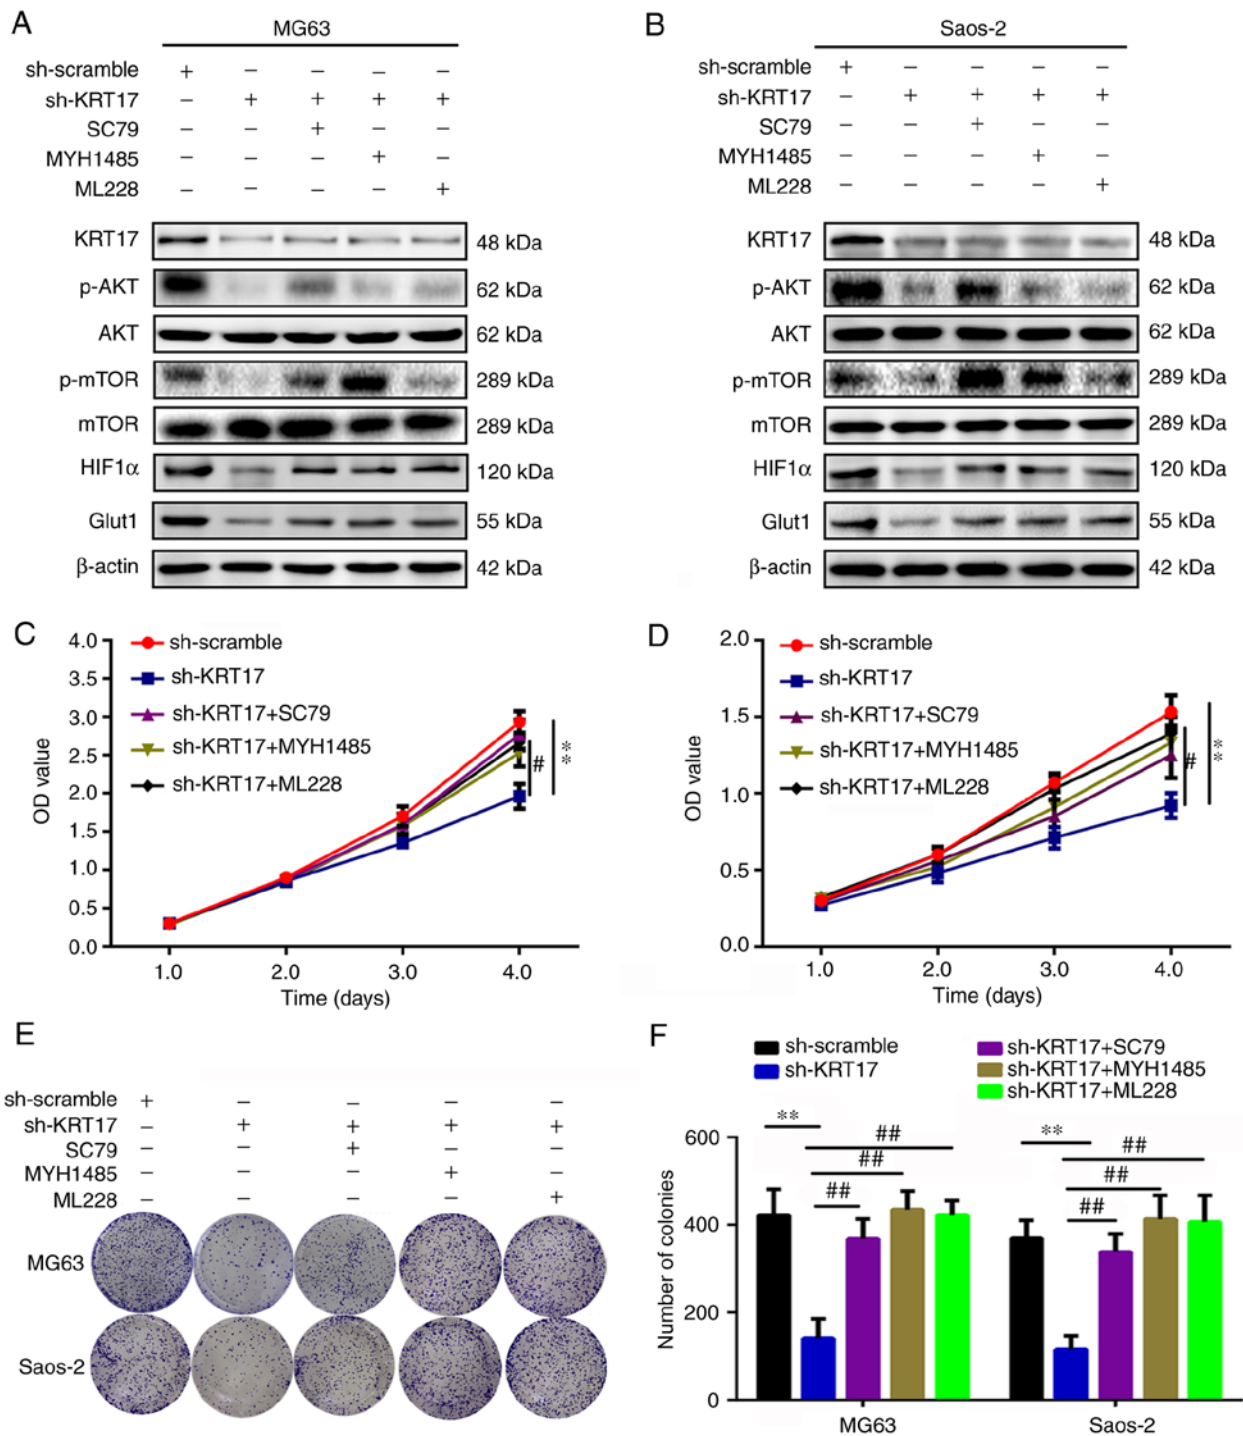 A
MG63
sh-scramble + − − − −
sh-KRT17 − + + + +
SC79 − − + − −
MYH1485 − − − + −
ML228 − − − − +
KRT17 48 kDa
p-AKT 62 kDa
AKT 62 kDa
p-mTOR 289 kDa
mTOR 289 kDa
HIF1α 120 kDa
Glut1 55 kDa
β-actin 42 kDa
B
Saos-2
sh-scramble + − − − −
sh-KRT17 − + + + +
SC79 − − + − −
MYH1485 − − − + −
ML228 − − − − +
KRT17 48 kDa
p-AKT 62 kDa
AKT 62 kDa
p-mTOR 289 kDa
mTOR 289 kDa
HIF1α 120 kDa
Glut1 55 kDa
β-actin 42 kDa
C
OD value
4.0
3.5
3.0
2.5
2.0
1.5
1.0
0.5
0.0
sh-scramble
sh-KRT17
sh-KRT17+SC79
sh-KRT17+MYH1485
sh-KRT17+ML228
#
**
1.0 2.0 3.0 4.0
Time (days)
D
OD value
2.0
1.5
1.0
0.5
0.0
sh-scramble
sh-KRT17
sh-KRT17+SC79
sh-KRT17+MYH1485
sh-KRT17+ML228
#
**
1.0 2.0 3.0 4.0
Time (days)
E
sh-scramble + − − − −
sh-KRT17 − + + + +
SC79 − − + − −
MYH1485 − − − + −
ML228 − − − − +
MG63
Saos-2
F
sh-scramble
sh-KRT17
sh-KRT17+SC79
sh-KRT17+MYH1485
sh-KRT17+ML228
Number of colonies
600
400
200
0
** ## ## ##
** ## ## ##
MG63 Saos-2